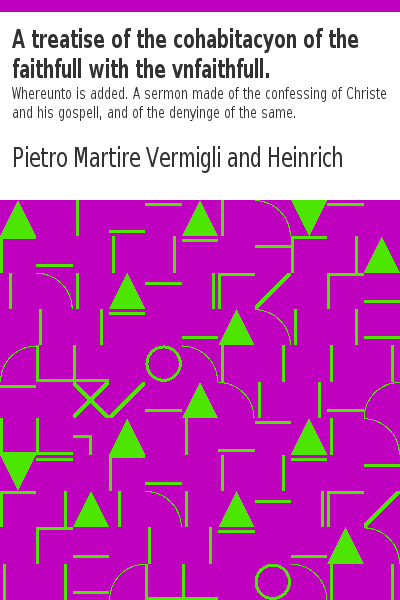 A treatise of the cohabitacyon of the
faithfull with the vnfaithfull.
Whereunto is added. A sermon made of the confessing of Christe
and his gospell, and of the denyinge of the same.
Pietro Martire Vermigli and Heinrich